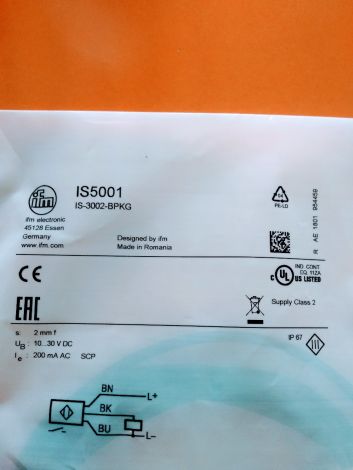 IS5001
IS-3002-BPKG
ifm
ifm electronic
45128 Essen
Germany
www.ifm.com
Designed by ifm
Made in Romania
PE-LD
R AE 1801 954459
CE
UL
C US LISTED
IND. CONT.
EQ. 11ZA
EAC
Supply Class 2
s: 2 mm f
UB: 10...30 V DC
Ie: 200 mA AC SCP
IP 67
BN
L+
BK
BU
L-